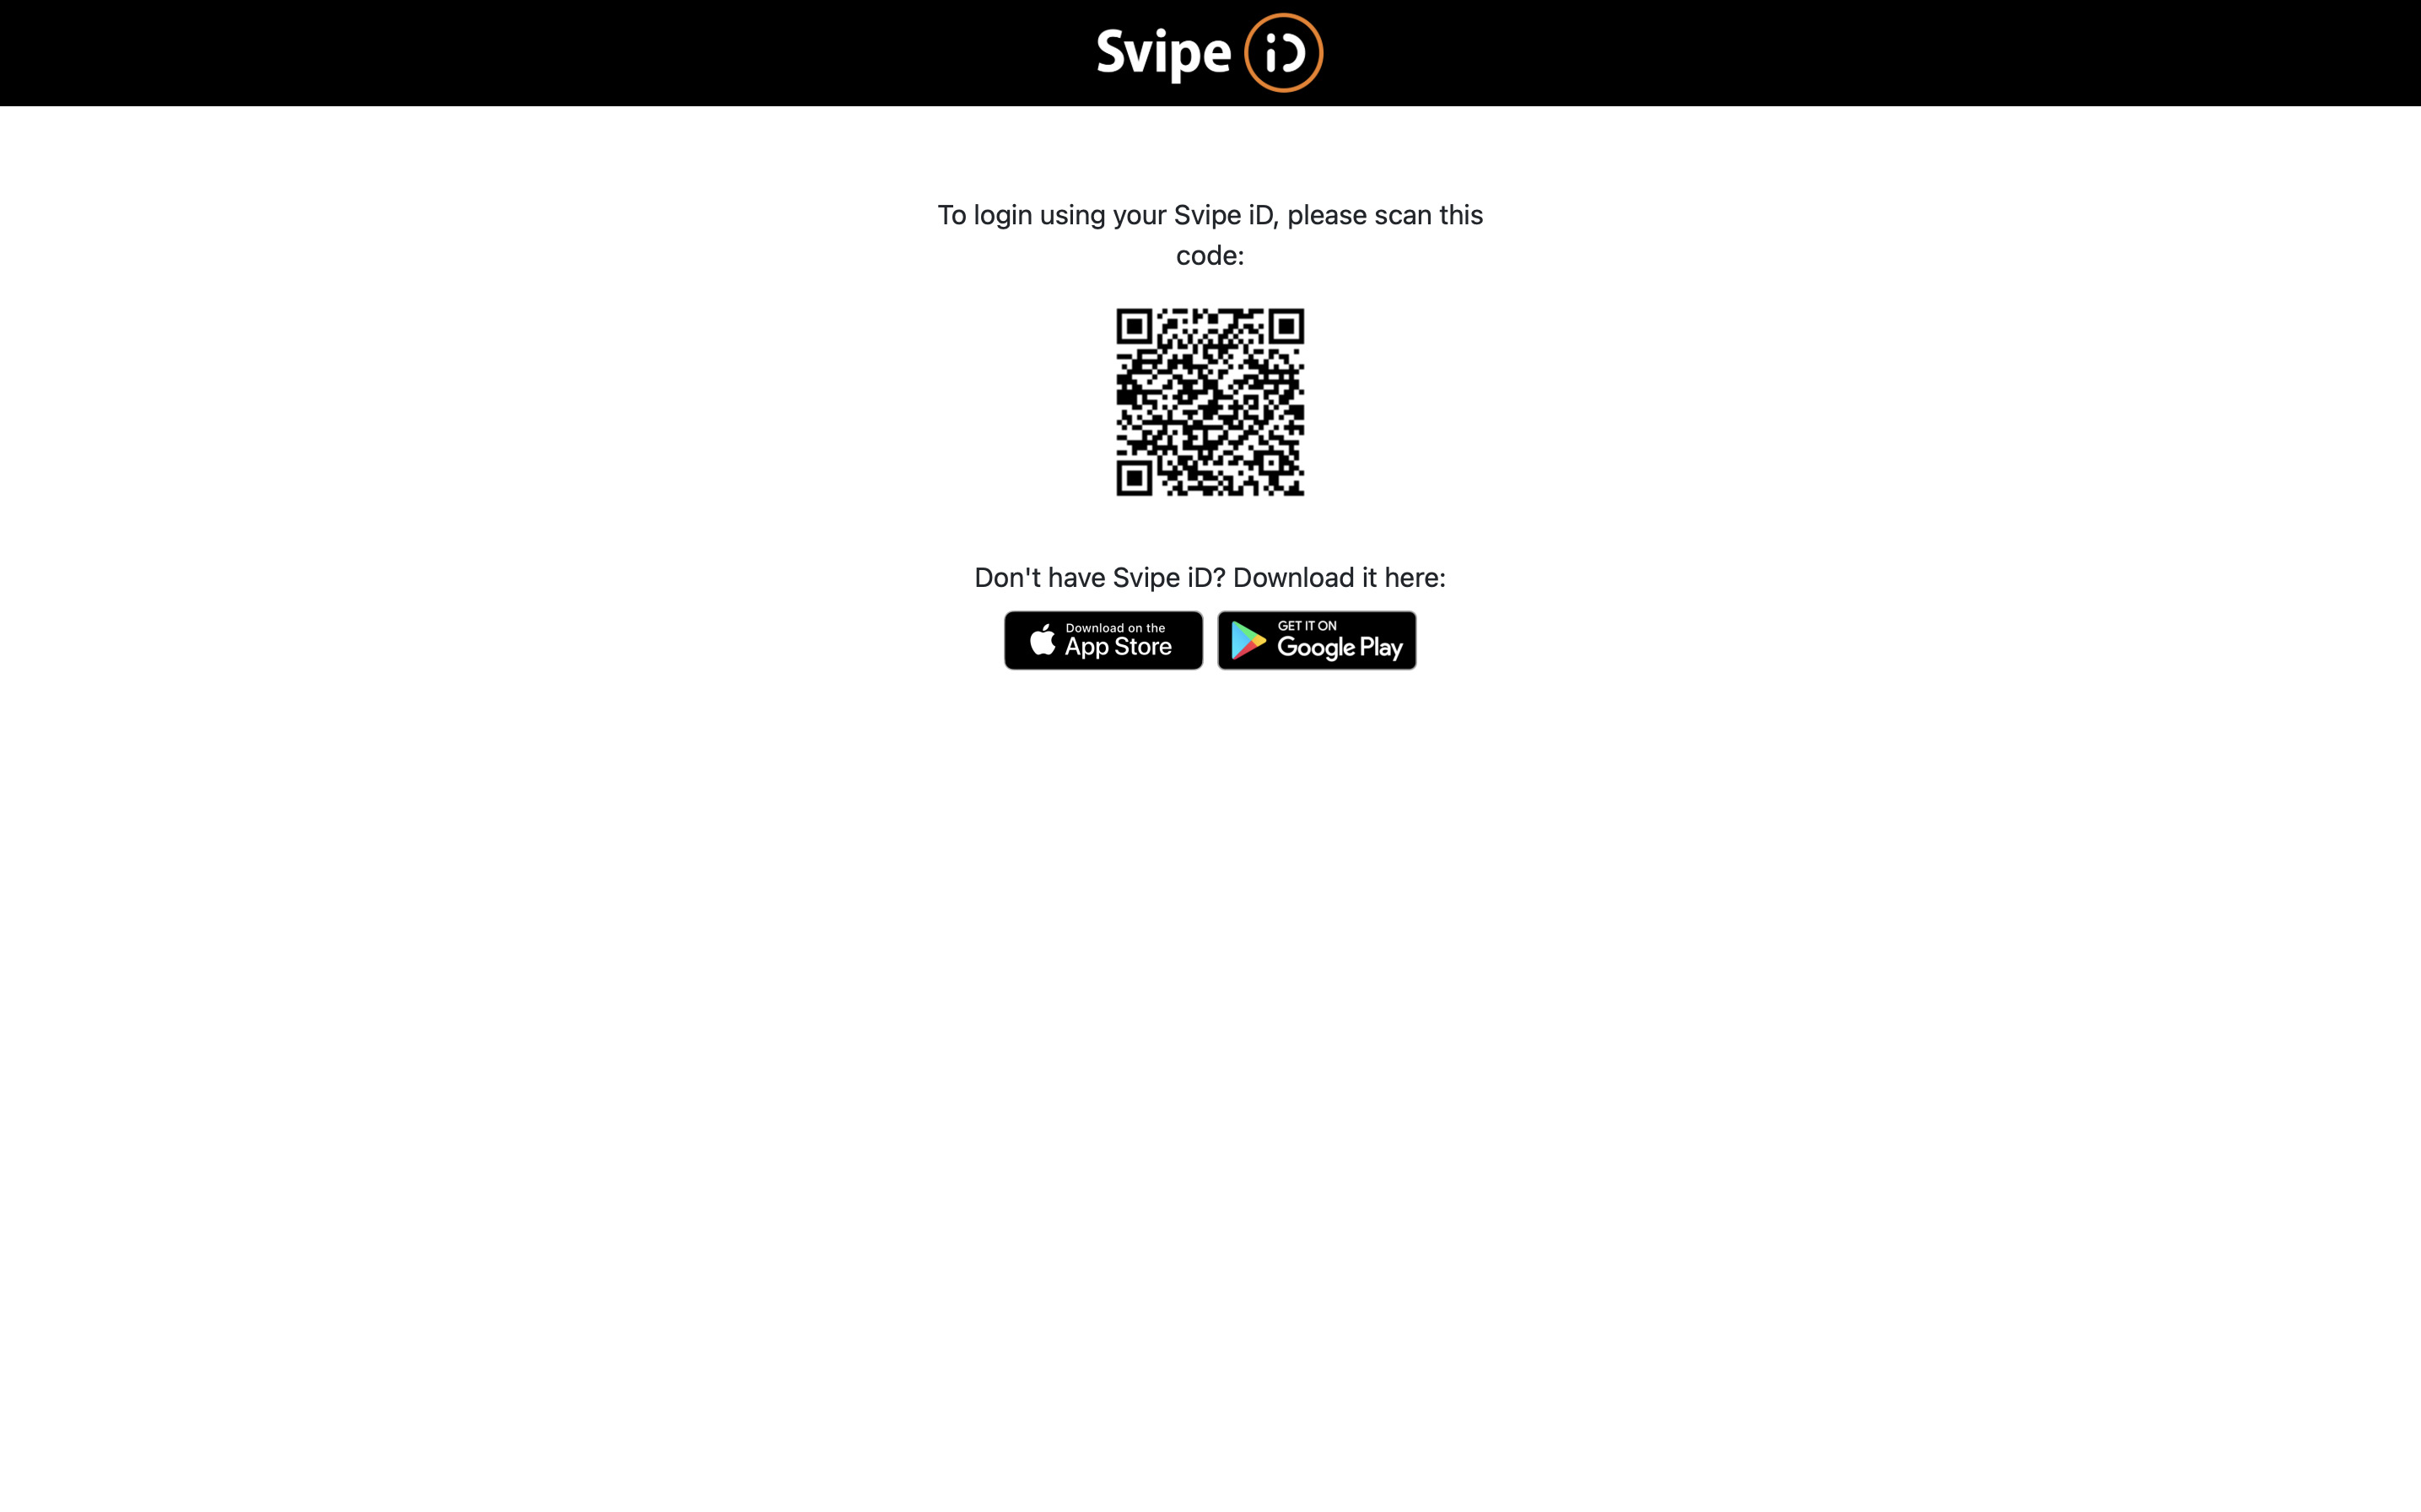 Svipe iD
To login using your Svipe iD, please scan this
code:
Don't have Svipe iD? Download it here:
Download on the
App Store
GET IT ON
Google Play